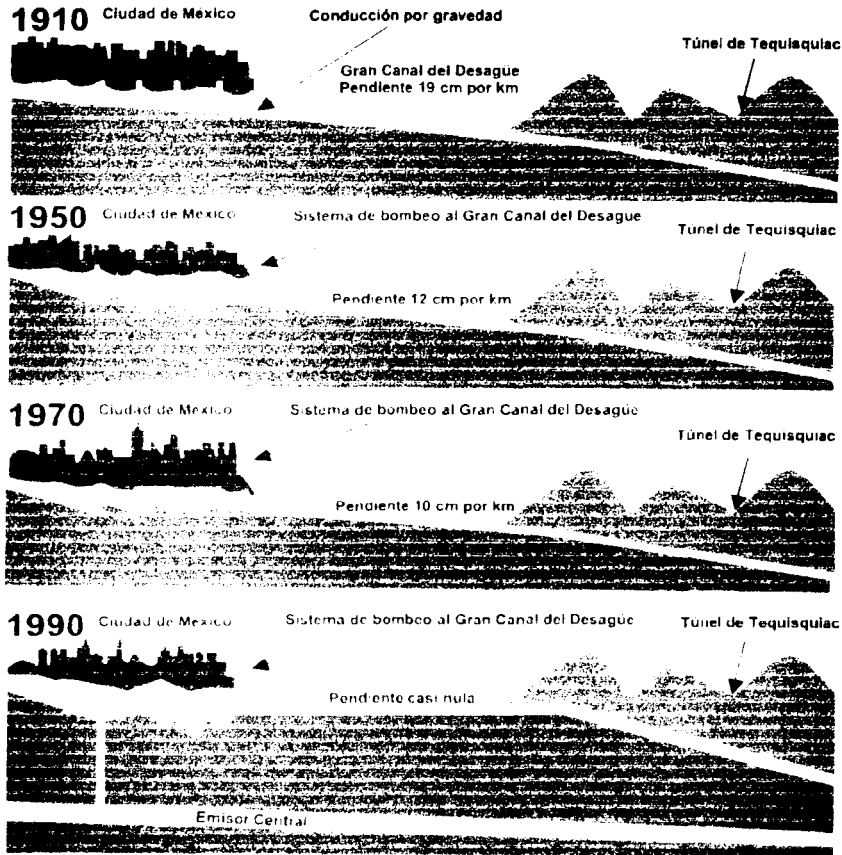 1910 Ciudad de México
Conducción por gravedad
Túnel de Tequisquiac
Gran Canal del Desagüe
Pendiente 19 cm por km
1950 Ciudad de México
Sistema de bombeo al Gran Canal del Desague
Túnel de Tequisquiac
Pendiente 12 cm por km
1970 Ciudad de México
Sistema de bombeo al Gran Canal del Desagüe
Túnel de Tequisquiac
Pendiente 10 cm por km
1990 Ciudad de México
Sistema de bombeo al Gran Canal del Desagüe
Túnel de Tequisquiac
Pendiente casi nula
Emisor Central